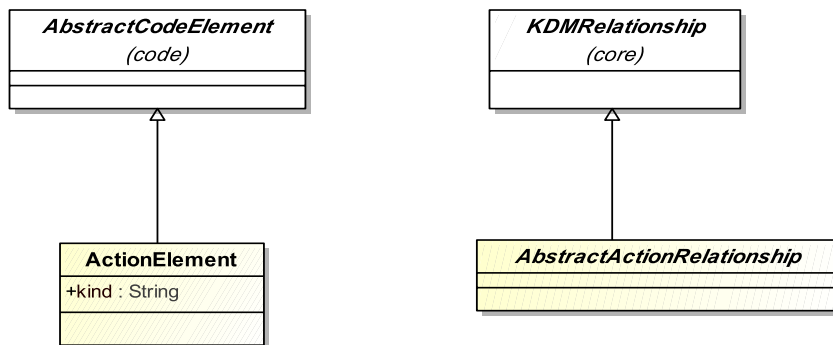 AbstractCodeElement
(code)
KDMRelationship
(core)
ActionElement
+kind : String
AbstractActionRelationship